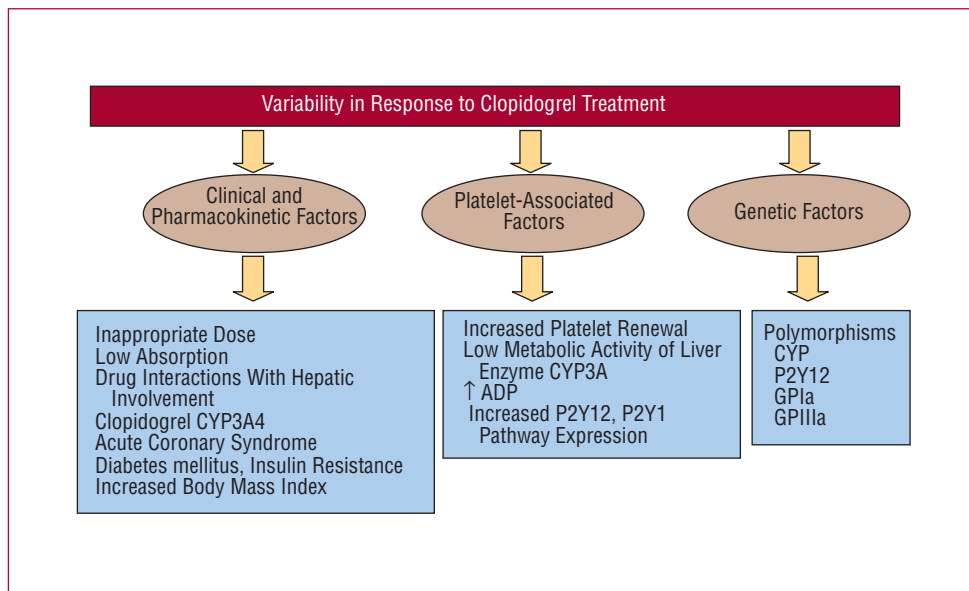 Variability in Response to Clopidogrel Treatment
Clinical and
Pharmacokinetic Factors
Platelet-Associated
Factors
Genetic Factors
Inappropriate Dose
Low Absorption
Drug Interactions With Hepatic
Involvement
Clopidogrel CYP3A4
Acute Coronary Syndrome
Diabetes mellitus, Insulin Resistance
Increased Body Mass Index
Increased Platelet Renewal
Low Metabolic Activity of Liver
Enzyme CYP3A
↑ ADP
Increased P2Y12, P2Y1
Pathway Expression
Polymorphisms
CYP
P2Y12
GPIa
GPIIIa